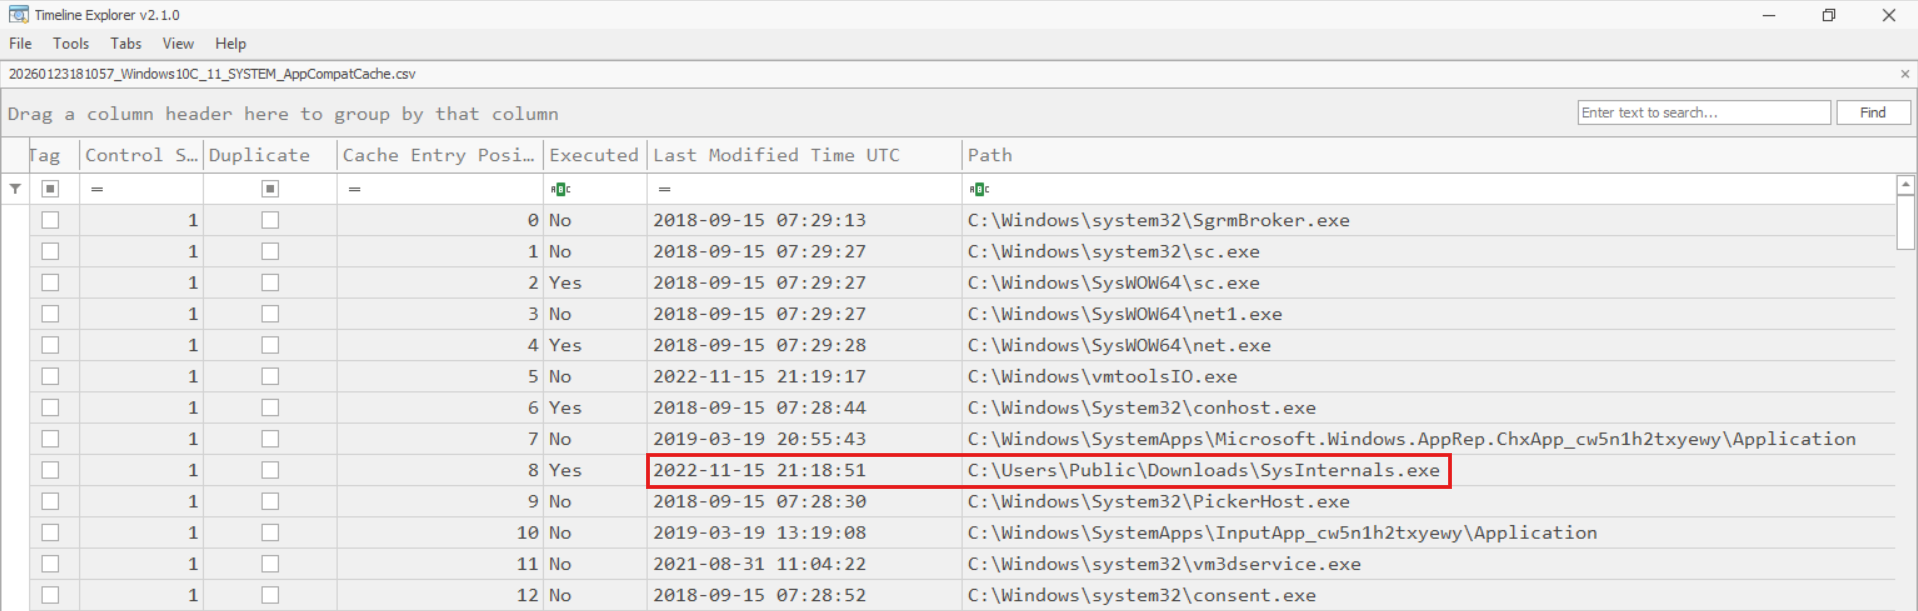 Timeline Explorer v2.1.0
File Tools Tabs View Help
20260123181057_Windows10C_11_SYSTEM_AppCompatCache.csv
Drag a column header here to group by that column
Enter text to search... Find
Tag Control S... Duplicate Cache Entry Posi... Executed Last Modified Time UTC Path
= = ABC = ABC
1 0 No 2018-09-15 07:29:13 C:\Windows\system32\SgrmBroker.exe
1 1 No 2018-09-15 07:29:27 C:\Windows\system32\sc.exe
1 2 Yes 2018-09-15 07:29:27 C:\Windows\SysWOW64\sc.exe
1 3 No 2018-09-15 07:29:27 C:\Windows\SysWOW64\net1.exe
1 4 Yes 2018-09-15 07:29:28 C:\Windows\SysWOW64\net.exe
1 5 No 2022-11-15 21:19:17 C:\Windows\vmtoolsIO.exe
1 6 Yes 2018-09-15 07:28:44 C:\Windows\System32\conhost.exe
1 7 No 2019-03-19 20:55:43 C:\Windows\SystemApps\Microsoft.Windows.AppRep.ChxApp_cw5n1h2txyewy\Application
1 8 Yes 2022-11-15 21:18:51 C:\Users\Public\Downloads\SysInternals.exe
1 9 No 2018-09-15 07:28:30 C:\Windows\System32\PickerHost.exe
1 10 No 2019-03-19 13:19:08 C:\Windows\SystemApps\InputApp_cw5n1h2txyewy\Application
1 11 No 2021-08-31 11:04:22 C:\Windows\system32\vm3dservice.exe
1 12 No 2018-09-15 07:28:52 C:\Windows\system32\consent.exe